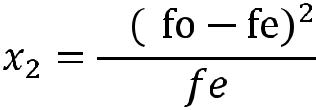 x₂ = ( fo – fe)² / fe